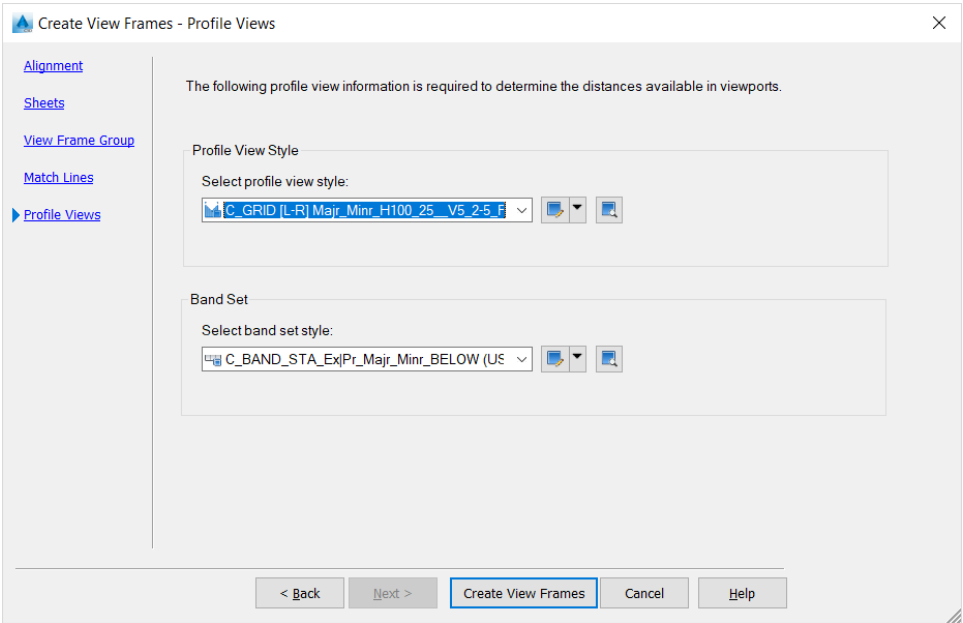 Create View Frames - Profile Views
Alignment
Sheets
View Frame Group
Match Lines
Profile Views
The following profile view information is required to determine the distances available in viewports.
Profile View Style
Select profile view style:
C_GRID [L-R] Majr_Minr_H100_25__V5_2-5_F
Band Set
Select band set style:
C_BAND_STA_Ex|Pr_Majr_Minr_BELOW (US
< Back
Next >
Create View Frames
Cancel
Help